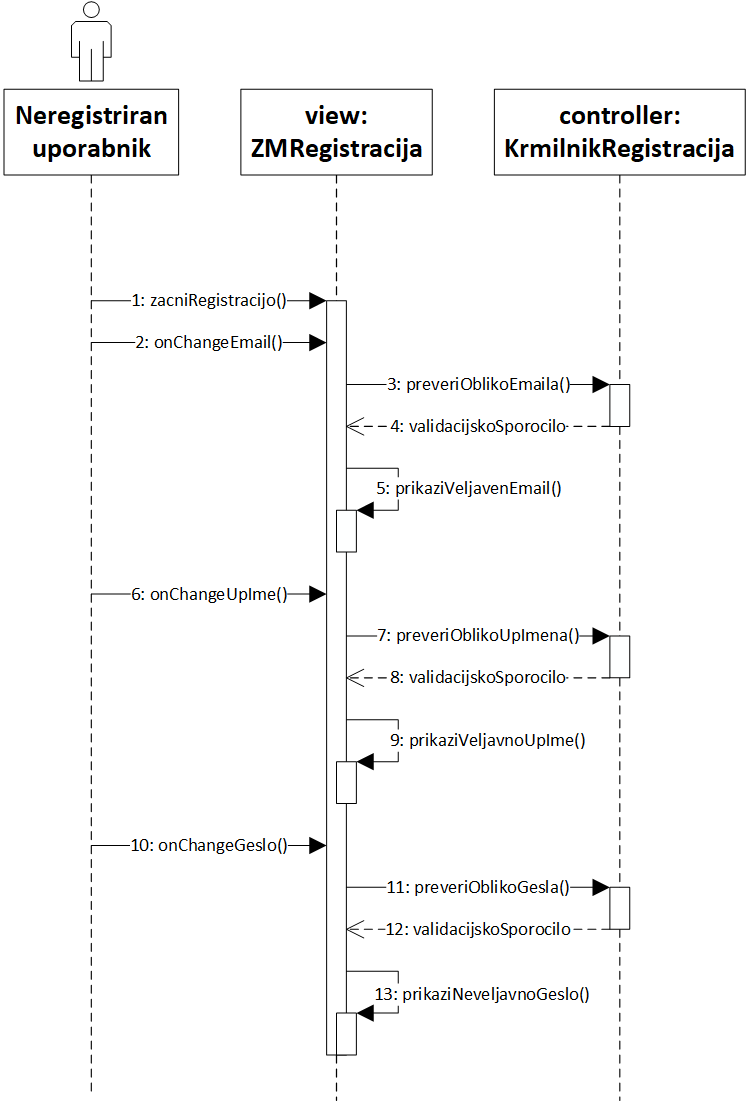 Neregistriran
uporabnik
view:
ZMRegistracija
controller:
KrmilnikRegistracija
1: zacniRegistracijo()
2: onChangeEmail()
3: preveriOblikoEmaila()
4: validacijskoSporocilo
5: prikaziVeljavenEmail()
6: onChangeUpIme()
7: preveriOblikoUpImena()
8: validacijskoSporocilo
9: prikaziVeljavnoUpIme()
10: onChangeGeslo()
11: preveriOblikoGesla()
12: validacijskoSporocilo
13: prikaziNeveljavnoGeslo()